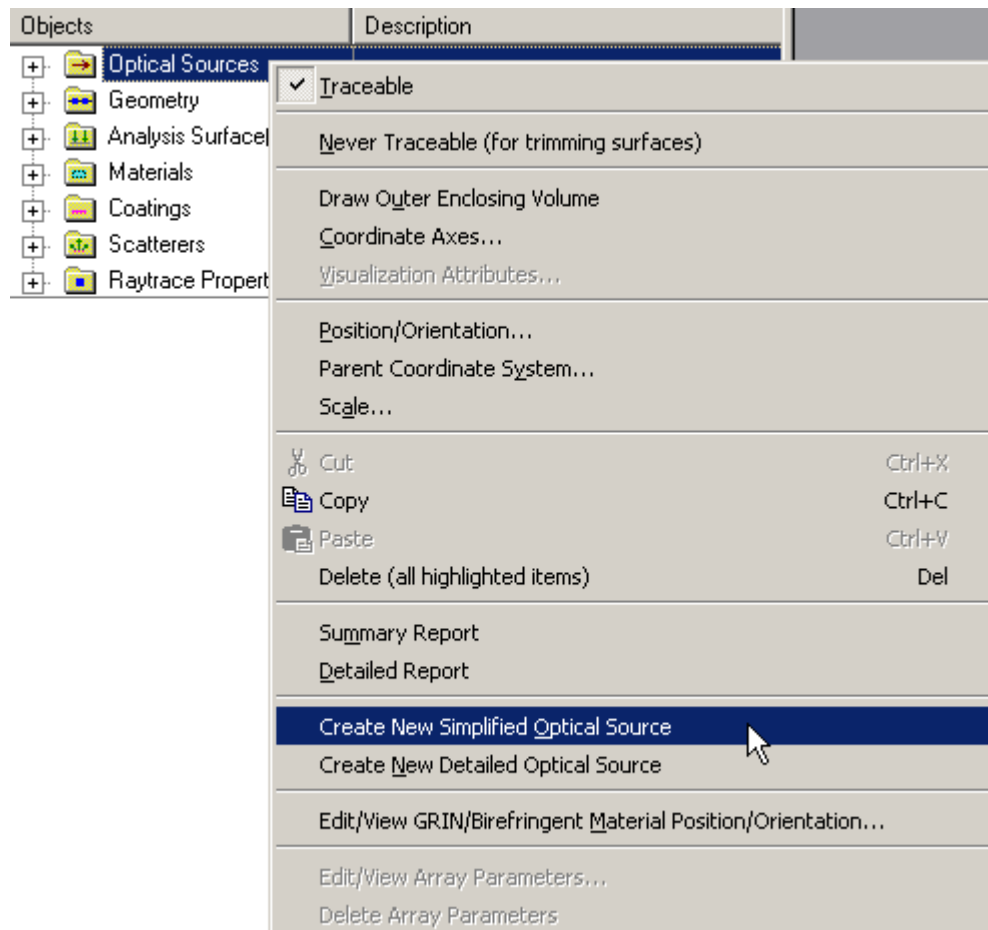 Objects Description
Optical Sources
Geometry
Analysis Surface(
Materials
Coatings
Scatterers
Raytrace Propert
Traceable
Never Traceable (for trimming surfaces)
Draw Outer Enclosing Volume
Coordinate Axes...
Visualization Attributes...
Position/Orientation...
Parent Coordinate System...
Scale...
Cut Ctrl+X
Copy Ctrl+C
Paste Ctrl+V
Delete (all highlighted items) Del
Summary Report
Detailed Report
Create New Simplified Optical Source
Create New Detailed Optical Source
Edit/View GRIN/Birefringent Material Position/Orientation...
Edit/View Array Parameters...
Delete Array Parameters